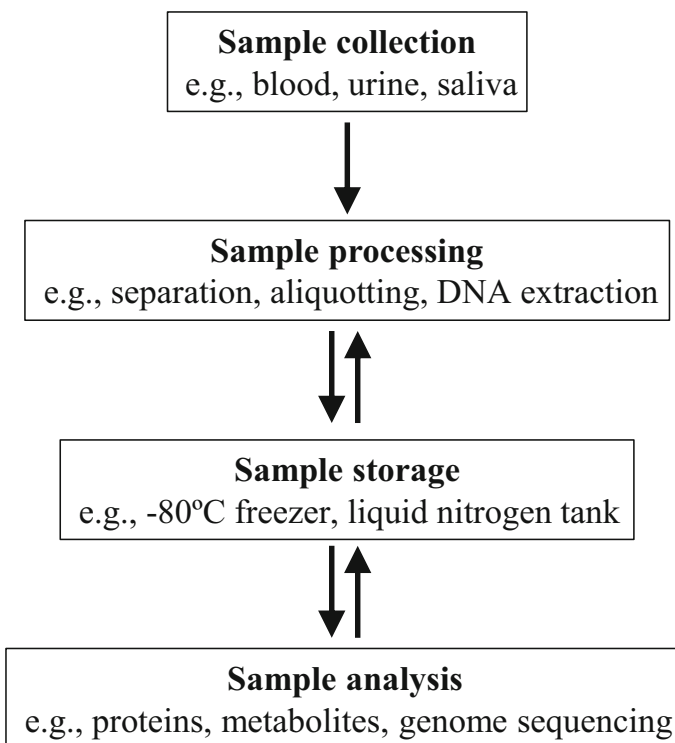 Sample collection
e.g., blood, urine, saliva
Sample processing
e.g., separation, aliquotting, DNA extraction
Sample storage
e.g., -80ºC freezer, liquid nitrogen tank
Sample analysis
e.g., proteins, metabolites, genome sequencing